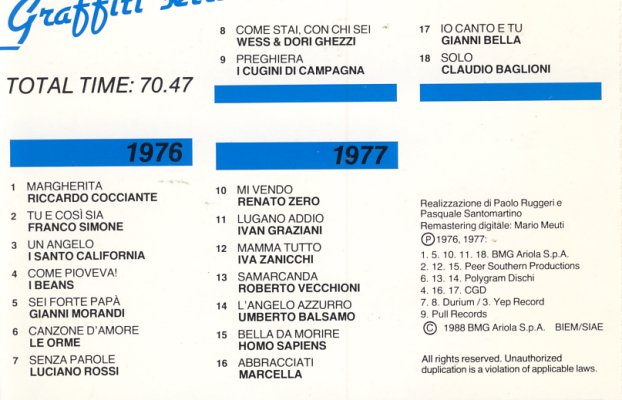 Graffiti
TOTAL TIME: 70.47
1976
1 MARGHERITA
RICCARDO COCCIANTE
2 TU E COSÌ SIA
FRANCO SIMONE
3 UN ANGELO
I SANTO CALIFORNIA
4 COME PIOVEVA!
I BEANS
5 SEI FORTE PAPÀ
GIANNI MORANDI
6 CANZONE D'AMORE
LE ORME
7 SENZA PAROLE
LUCIANO ROSSI
8 COME STAI, CON CHI SEI
WESS & DORI GHEZZI
9 PREGHIERA
I CUGINI DI CAMPAGNA
1977
10 MI VENDO
RENATO ZERO
11 LUGANO ADDIO
IVAN GRAZIANI
12 MAMMA TUTTO
IVA ZANICCHI
13 SAMARCANDA
ROBERTO VECCHIONI
14 L'ANGELO AZZURRO
UMBERTO BALSAMO
15 BELLA DA MORIRE
HOMO SAPIENS
16 ABBRACCIATI
MARCELLA
17 IO CANTO E TU
GIANNI BELLA
18 SOLO
CLAUDIO BAGLIONI
Realizzazione di Paolo Ruggeri e
Pasquale Santomartino
Remastering digitale: Mario Meuti
Ⓟ 1976, 1977:
1. 5. 10. 11. 18. BMG Ariola S.p.A.
2. 12. 15. Peer Southern Productions
6. 13. 14. Polygram Dischi
4. 16. 17. CGD
7. 8. Durium / 3. Yep Record
9. Pull Records
© 1988 BMG Ariola S.p.A. BIEM/SIAE
All rights reserved. Unauthorized
duplication is a violation of applicable laws.